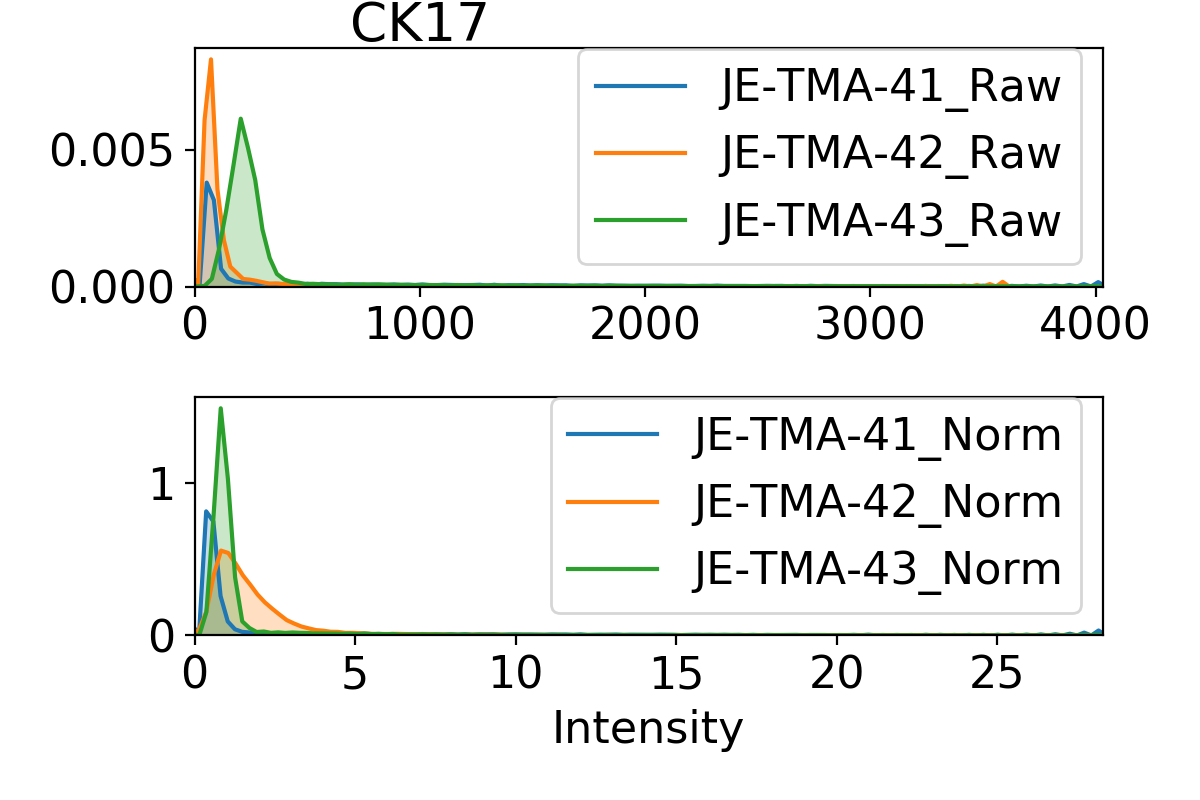 CK17
JE-TMA-41_Raw
JE-TMA-42_Raw
JE-TMA-43_Raw
0.005
0.000
0 1000 2000 3000 4000
JE-TMA-41_Norm
JE-TMA-42_Norm
JE-TMA-43_Norm
1
0
0 5 10 15 20 25
Intensity